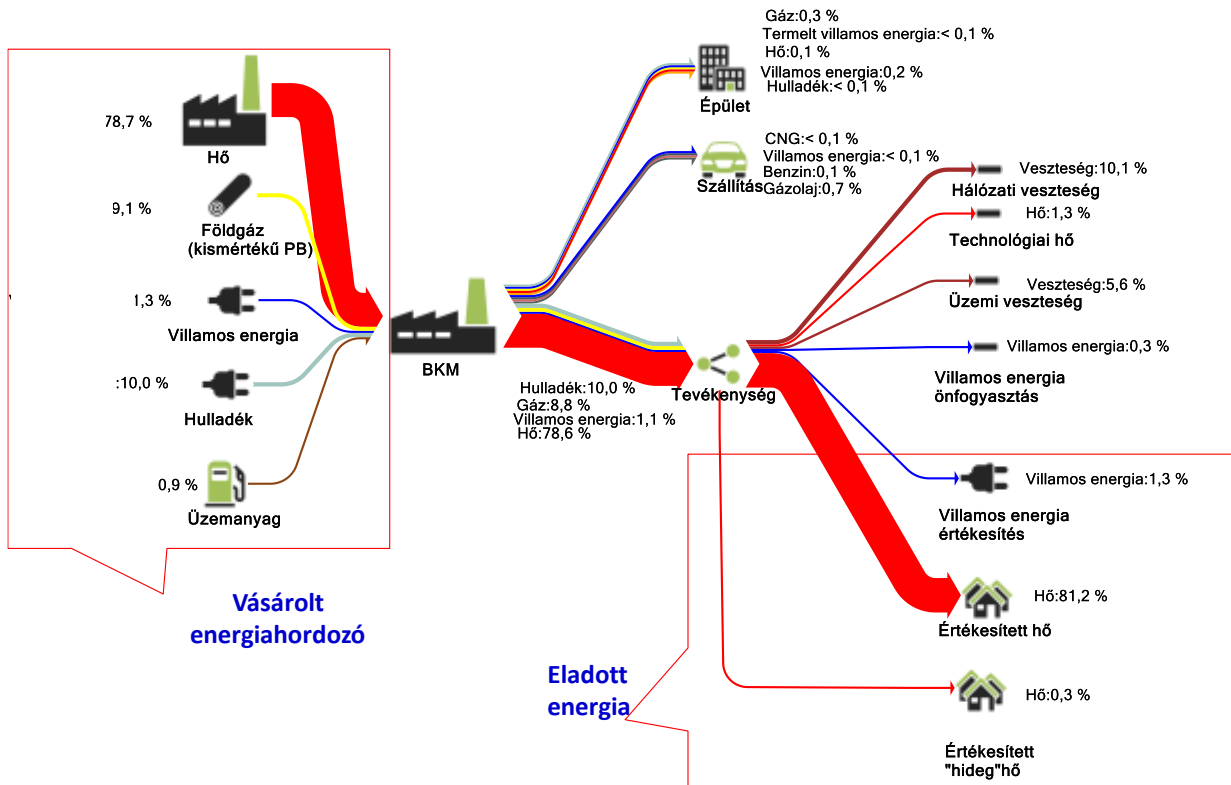 78,7 %
Hő
9,1 %
Földgáz
(kismértékű PB)
1,3 %
Villamos energia
:10,0 %
Hulladék
0,9 %
Üzemanyag
Vásárolt
energiahordozó
BKM
Gáz:0,3 %
Termelt villamos energia:< 0,1 %
Hő:0,1 %
Villamos energia:0,2 %
Hulladék:< 0,1 %
Épület
CNG:< 0,1 %
Villamos energia:< 0,1 %
Benzin:0,1 %
Gázolaj:0,7 %
Szállítás
Hulladék:10,0 %
Gáz:8,8 %
Villamos energia:1,1 %
Hő:78,6 %
Tevékenység
Veszteség:10,1 %
Hálózati veszteség
Hő:1,3 %
Technológiai hő
Veszteség:5,6 %
Üzemi veszteség
Villamos energia:0,3 %
Villamos energia
önfogyasztás
Villamos energia:1,3 %
Villamos energia
értékesítés
Hő:81,2 %
Értékesített hő
Eladott
energia
Hő:0,3 %
Értékesített
"hideg"hő